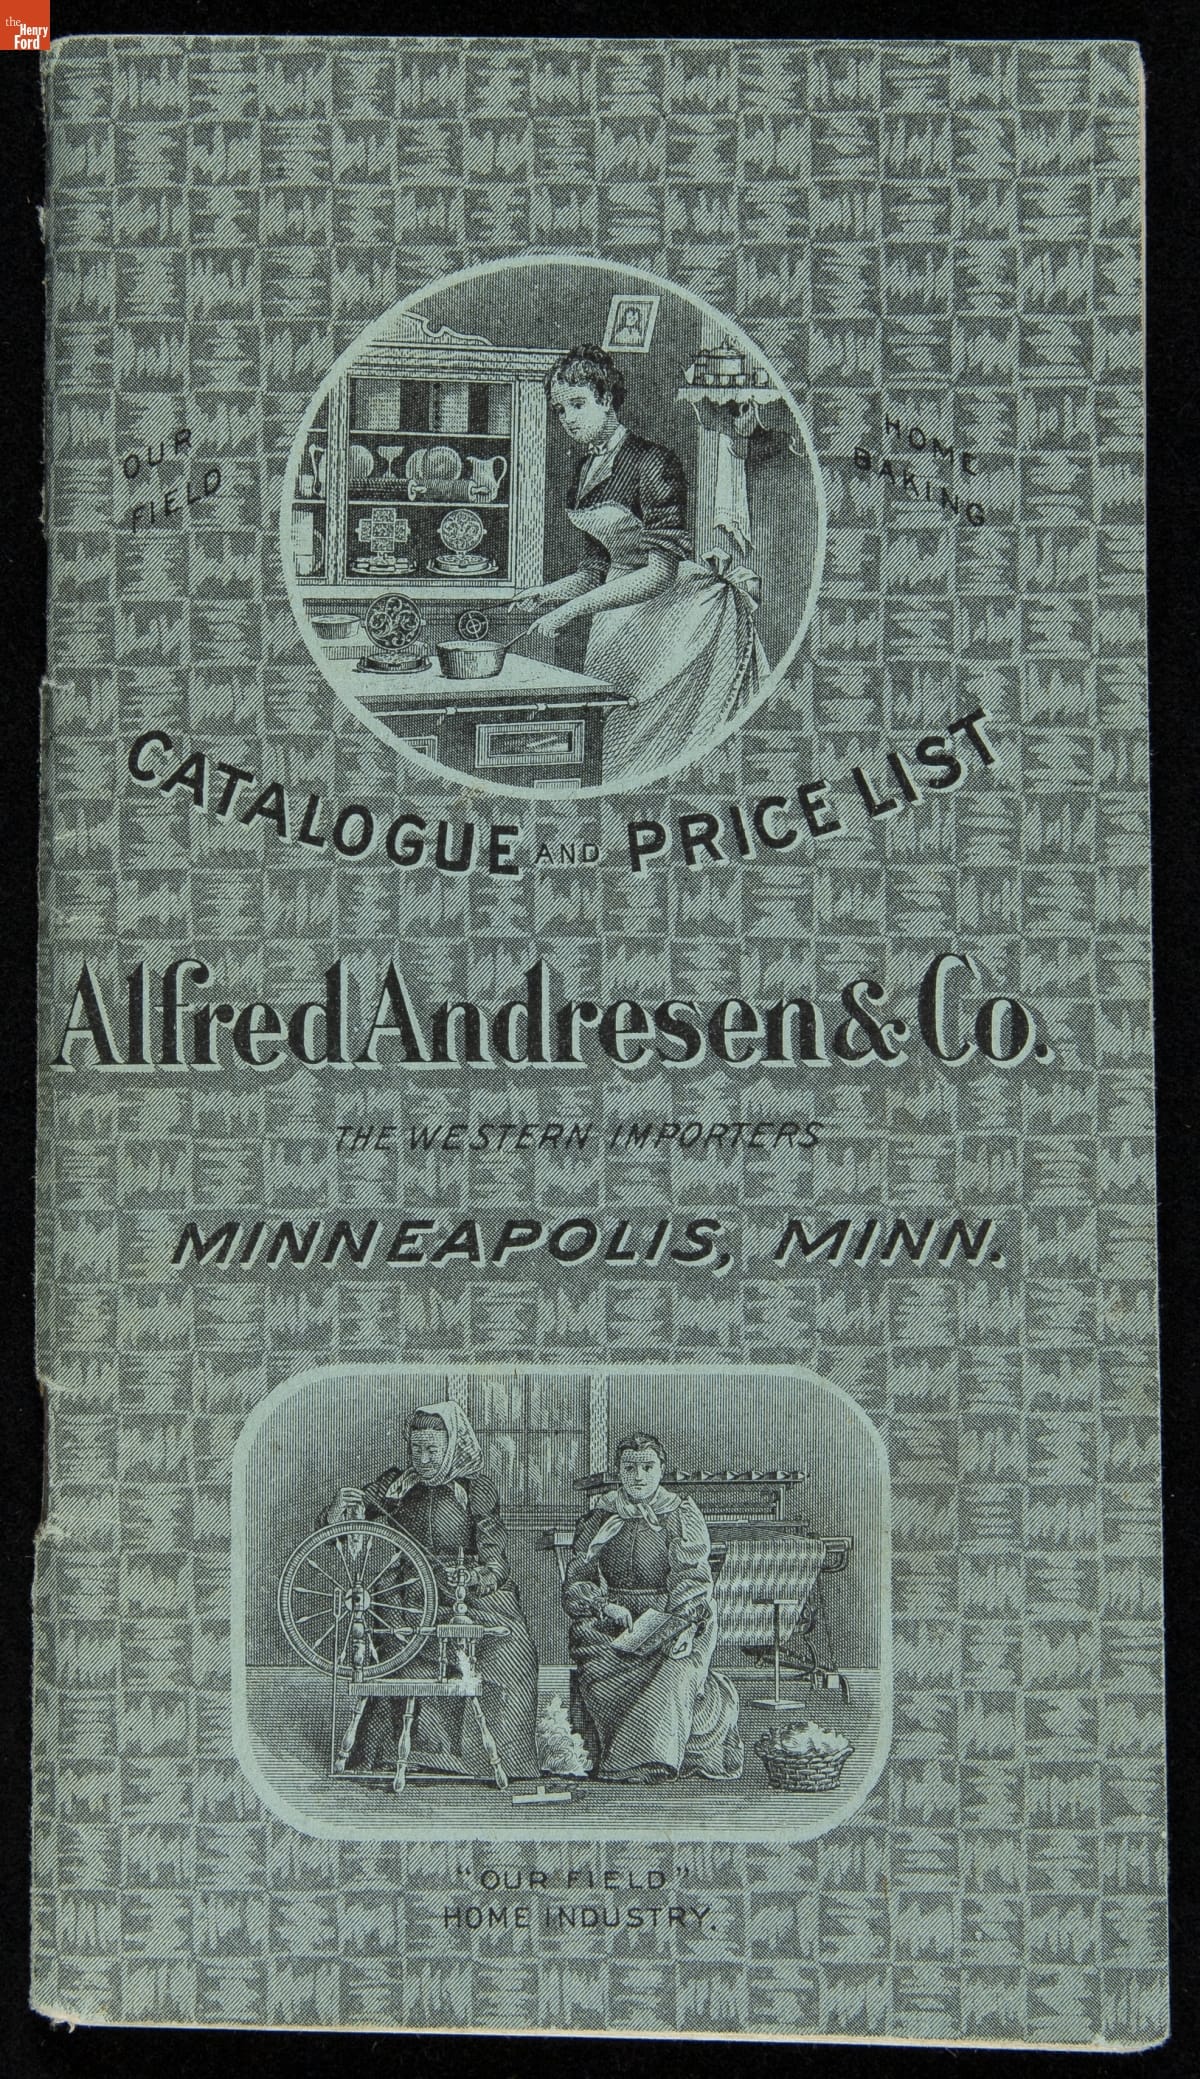 the
Henry
Ford
OUR
FIELD
HOME
BAKING
CATALOGUE AND PRICE LIST
Alfred Andresen & Co.
THE WESTERN IMPORTERS
MINNEAPOLIS, MINN.
"OUR FIELD"
HOME INDUSTRY.